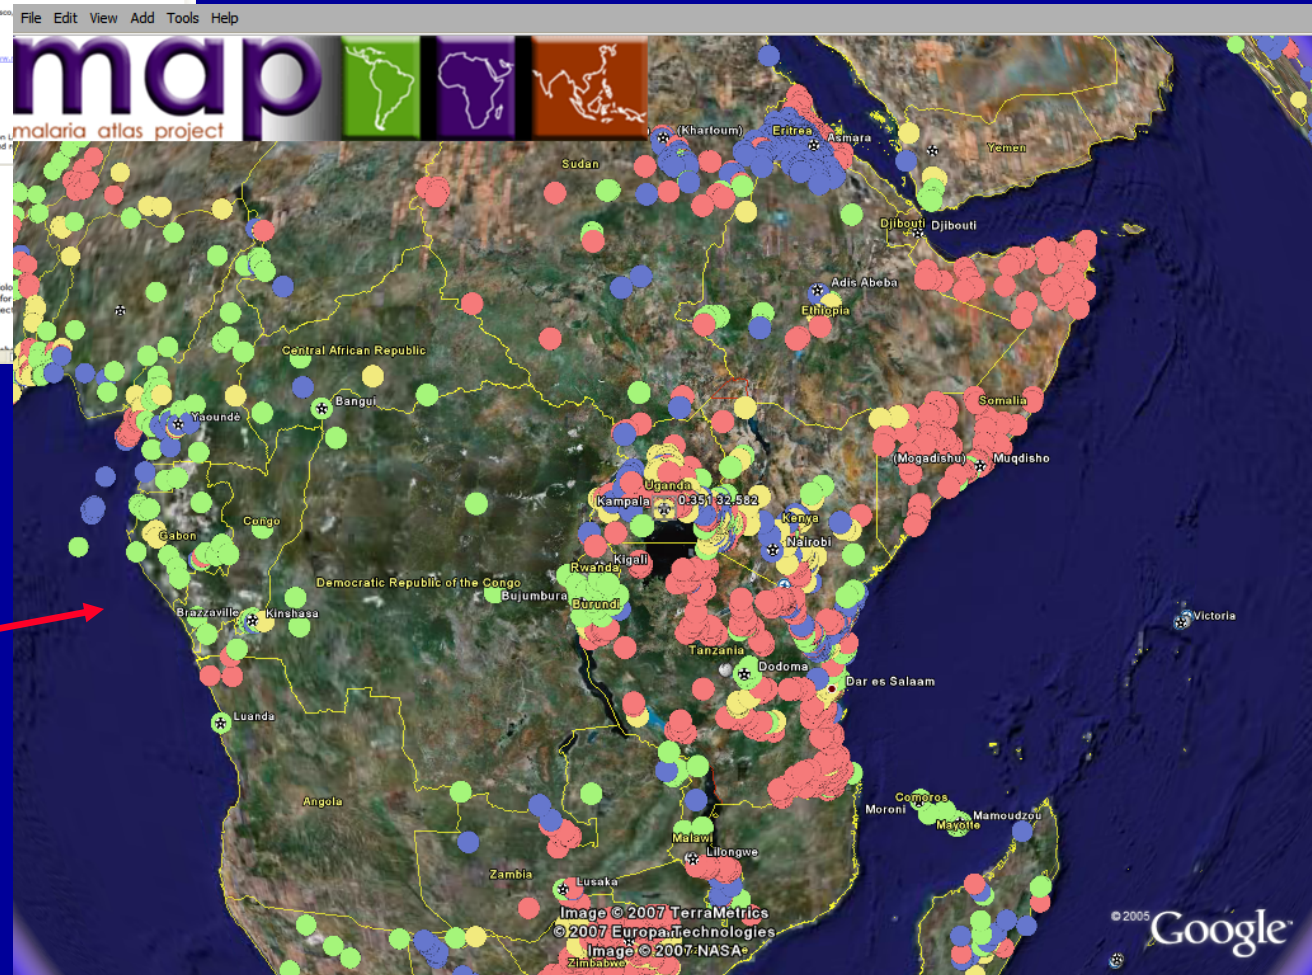 File Edit View Add Tools Help
map
malaria atlas project
(Khartoum)
Eritrea
Asmara
Yemen
Sudan
Djibouti
Djibouti
Adis Abeba
Ethiopia
Central African Republic
Bangui
Yaoundè
Somalia
(Mogadishu)
Muqdisho
Uganda
Kampala
0.351 32.582
Kenya
Nairobi
Congo
Gabon
Kigali
Rwanda
Democratic Republic of the Congo
Bujumbura
Burundi
Brazzaville
Kinshasa
Victoria
Tanzania
Dodoma
Dar es Salaam
Luanda
Angola
Comoros
Moroni
Mamoudzou
Mayotte
Malawi
Lilongwe
Zambia
Lusaka
Image © 2007 TerraMetrics
© 2007 Europa Technologies
Image © 2007 NASA
Zimbabwe
© 2005 Google